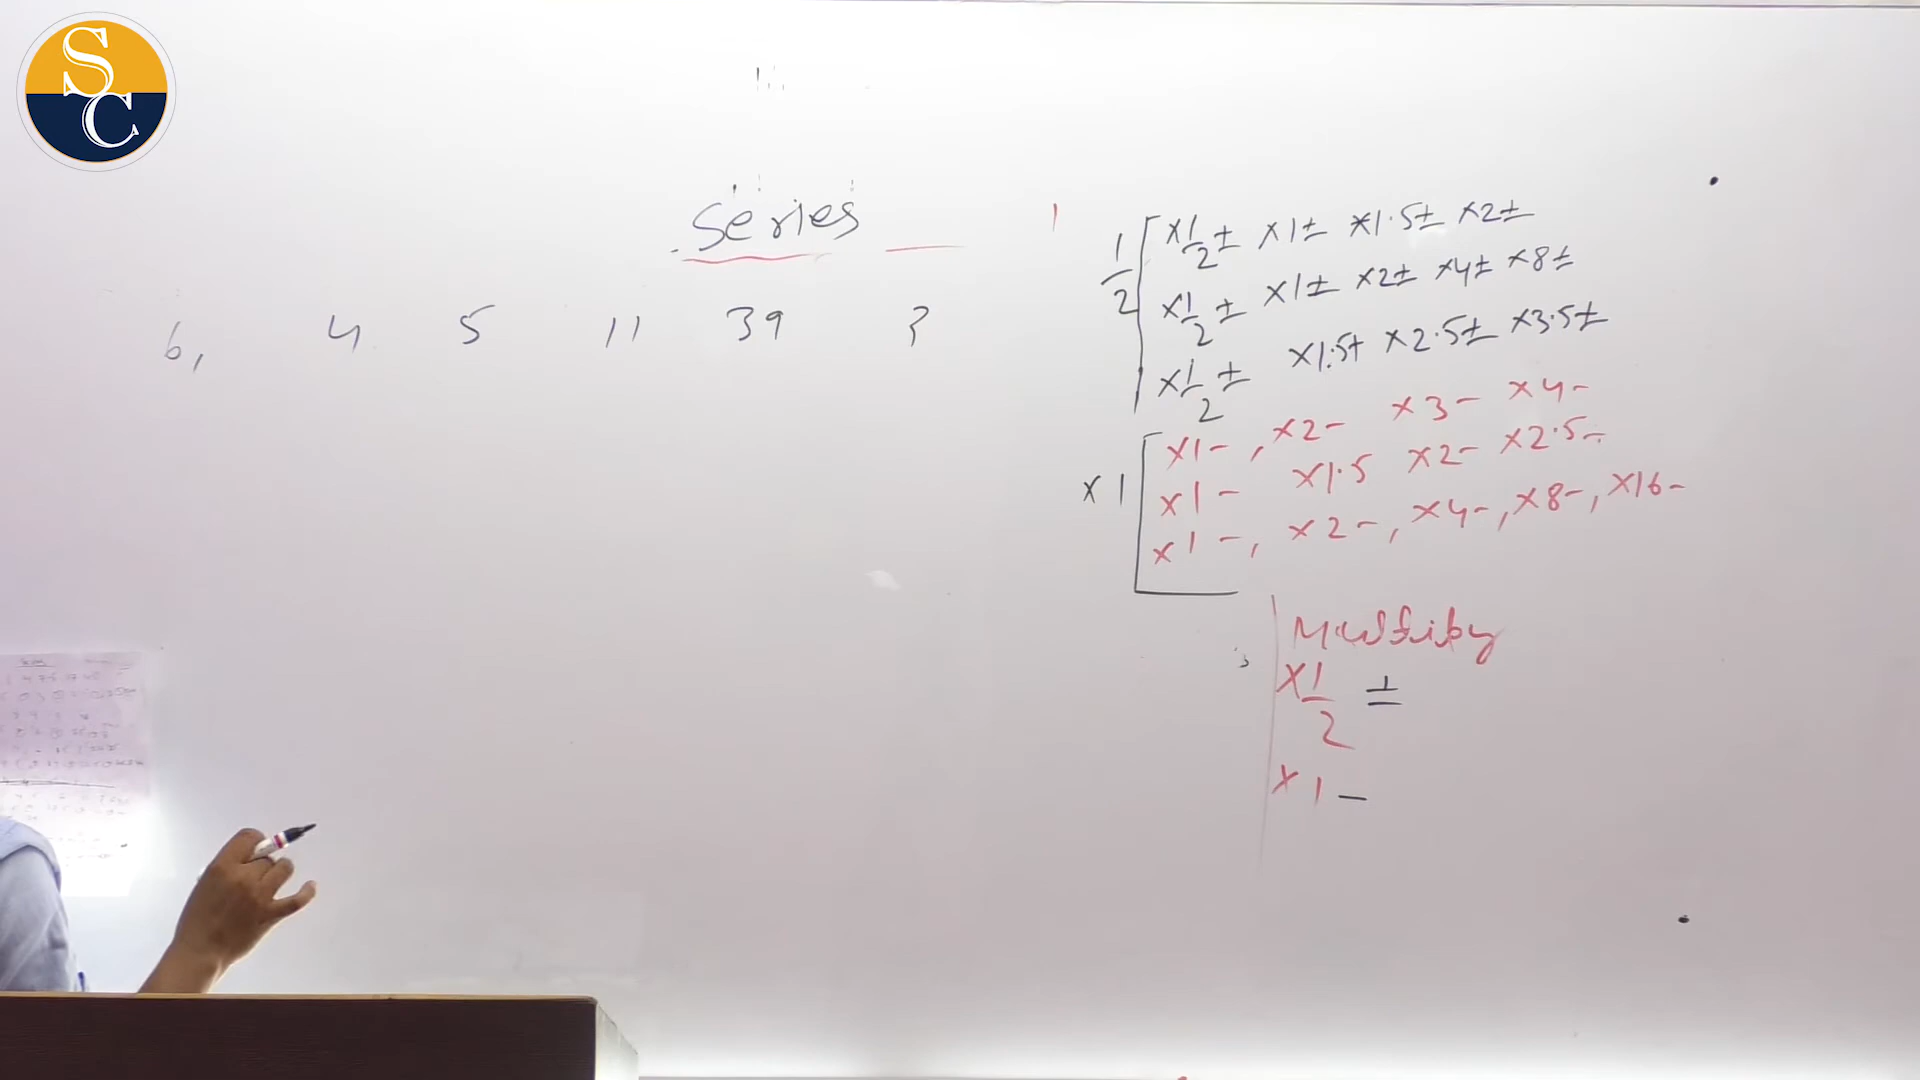 SC
Series
6, 4 5 11 39 ?
1/2
×1/2± ×1± ×1.5± ×2±
×1/2± ×1± ×2± ×4± ×8±
×1/2± ×1.5+ ×2.5± ×3.5±
×1
×1-, ×2- ×3- ×4-
×1- ×1.5 ×2- ×2.5-
×1-, ×2-, ×4-, ×8-, ×16-
×1/2 ±
×1-